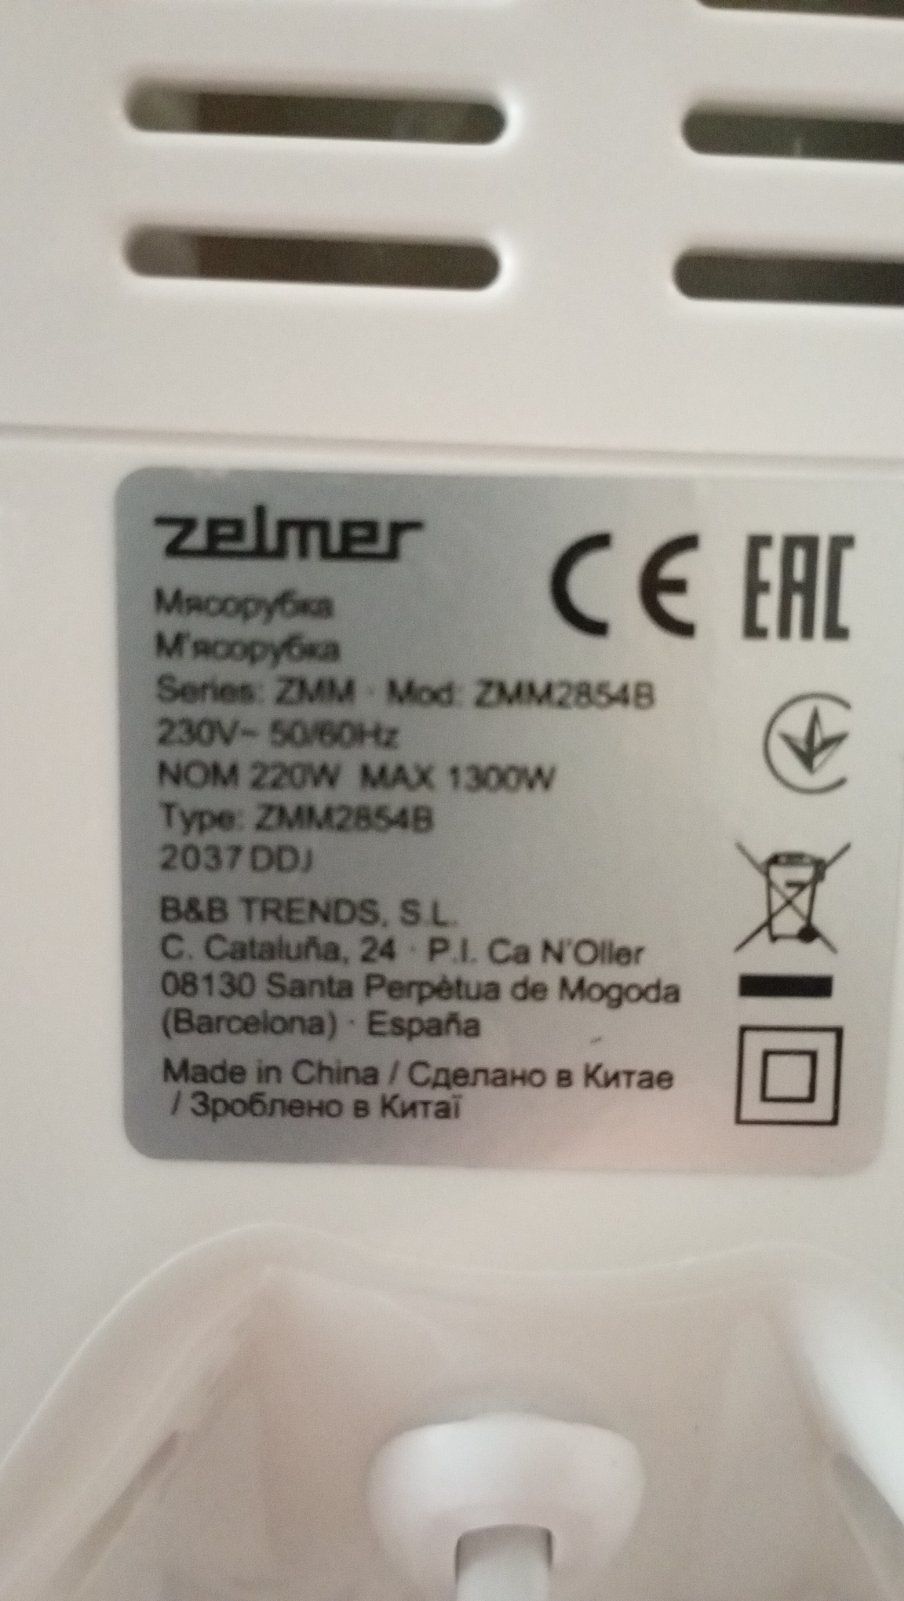 zelmer
CE EAC
Мясорубка
М'ясорубка
Series: ZMM · Mod: ZMM2854B
230V~ 50/60Hz
NOM 220W MAX 1300W
Type: ZMM2854B
2037 DDJ
B&B TRENDS, S.L.
C. Cataluña, 24 · P.I. Ca N'Oller
08130 Santa Perpètua de Mogoda
(Barcelona) · España
Made in China / Сделано в Китае
/ Зроблено в Китаї